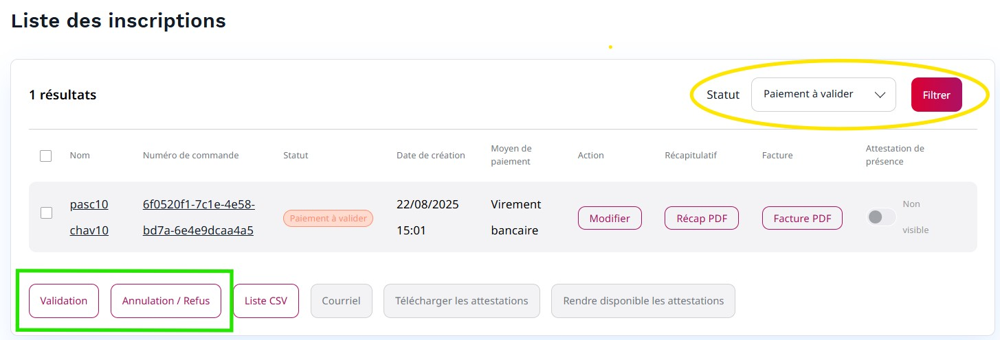 Liste des inscriptions
1 résultats
Statut Paiement à valider Filtrer
Nom Numéro de commande Statut Date de création Moyen de paiement Action Récapitulatif Facture Attestation de présence
pasc10 6f0520f1-7c1e-4e58- 22/08/2025 Virement Non
Paiement à valider Modifier Récap PDF Facture PDF
chav10 bd7a-6e4e9dcaa4a5 15:01 bancaire visible
Validation Annulation / Refus Liste CSV Courriel Télécharger les attestations Rendre disponible les attestations